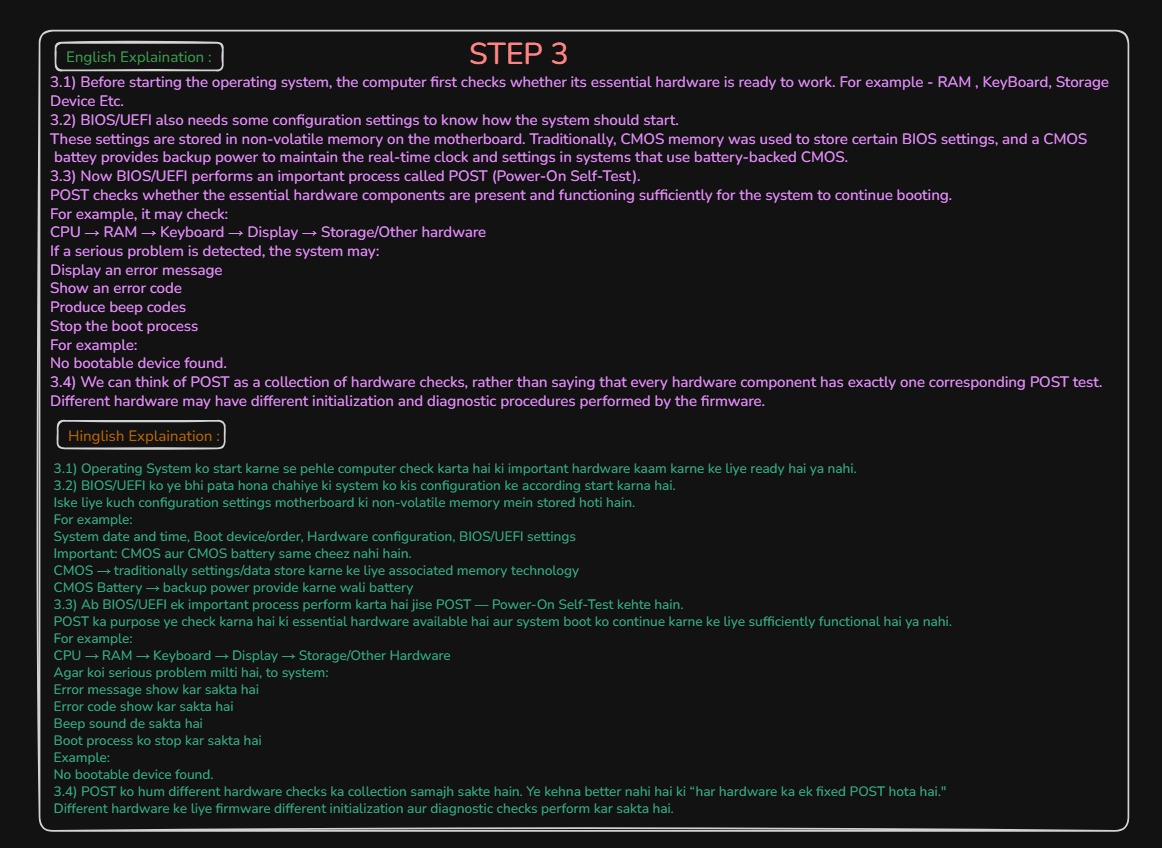 English Explaination :
STEP 3
3.1) Before starting the operating system, the computer first checks whether its essential hardware is ready to work. For example - RAM , KeyBoard, Storage
Device Etc.
3.2) BIOS/UEFI also needs some configuration settings to know how the system should start.
These settings are stored in non-volatile memory on the motherboard. Traditionally, CMOS memory was used to store certain BIOS settings, and a CMOS
battey provides backup power to maintain the real-time clock and settings in systems that use battery-backed CMOS.
3.3) Now BIOS/UEFI performs an important process called POST (Power-On Self-Test).
POST checks whether the essential hardware components are present and functioning sufficiently for the system to continue booting.
For example, it may check:
CPU → RAM → Keyboard → Display → Storage/Other hardware
If a serious problem is detected, the system may:
Display an error message
Show an error code
Produce beep codes
Stop the boot process
For example:
No bootable device found.
3.4) We can think of POST as a collection of hardware checks, rather than saying that every hardware component has exactly one corresponding POST test.
Different hardware may have different initialization and diagnostic procedures performed by the firmware.
Hinglish Explaination :
3.1) Operating System ko start karne se pehle computer check karta hai ki important hardware kaam karne ke liye ready hai ya nahi.
3.2) BIOS/UEFI ko ye bhi pata hona chahiye ki system ko kis configuration ke according start karna hai.
Iske liye kuch configuration settings motherboard ki non-volatile memory mein stored hoti hain.
For example:
System date and time, Boot device/order, Hardware configuration, BIOS/UEFI settings
Important: CMOS aur CMOS battery same cheez nahi hain.
CMOS → traditionally settings/data store karne ke liye associated memory technology
CMOS Battery → backup power provide karne wali battery
3.3) Ab BIOS/UEFI ek important process perform karta hai jise POST — Power-On Self-Test kehte hain.
POST ka purpose ye check karna hai ki essential hardware available hai aur system boot ko continue karne ke liye sufficiently functional hai ya nahi.
For example:
CPU → RAM → Keyboard → Display → Storage/Other Hardware
Agar koi serious problem milti hai, to system:
Error message show kar sakta hai
Error code show kar sakta hai
Beep sound de sakta hai
Boot process ko stop kar sakta hai
Example:
No bootable device found.
3.4) POST ko hum different hardware checks ka collection samajh sakte hain. Ye kehna better nahi hai ki “har hardware ka ek fixed POST hota hai."
Different hardware ke liye firmware different initialization aur diagnostic checks perform kar sakta hai.